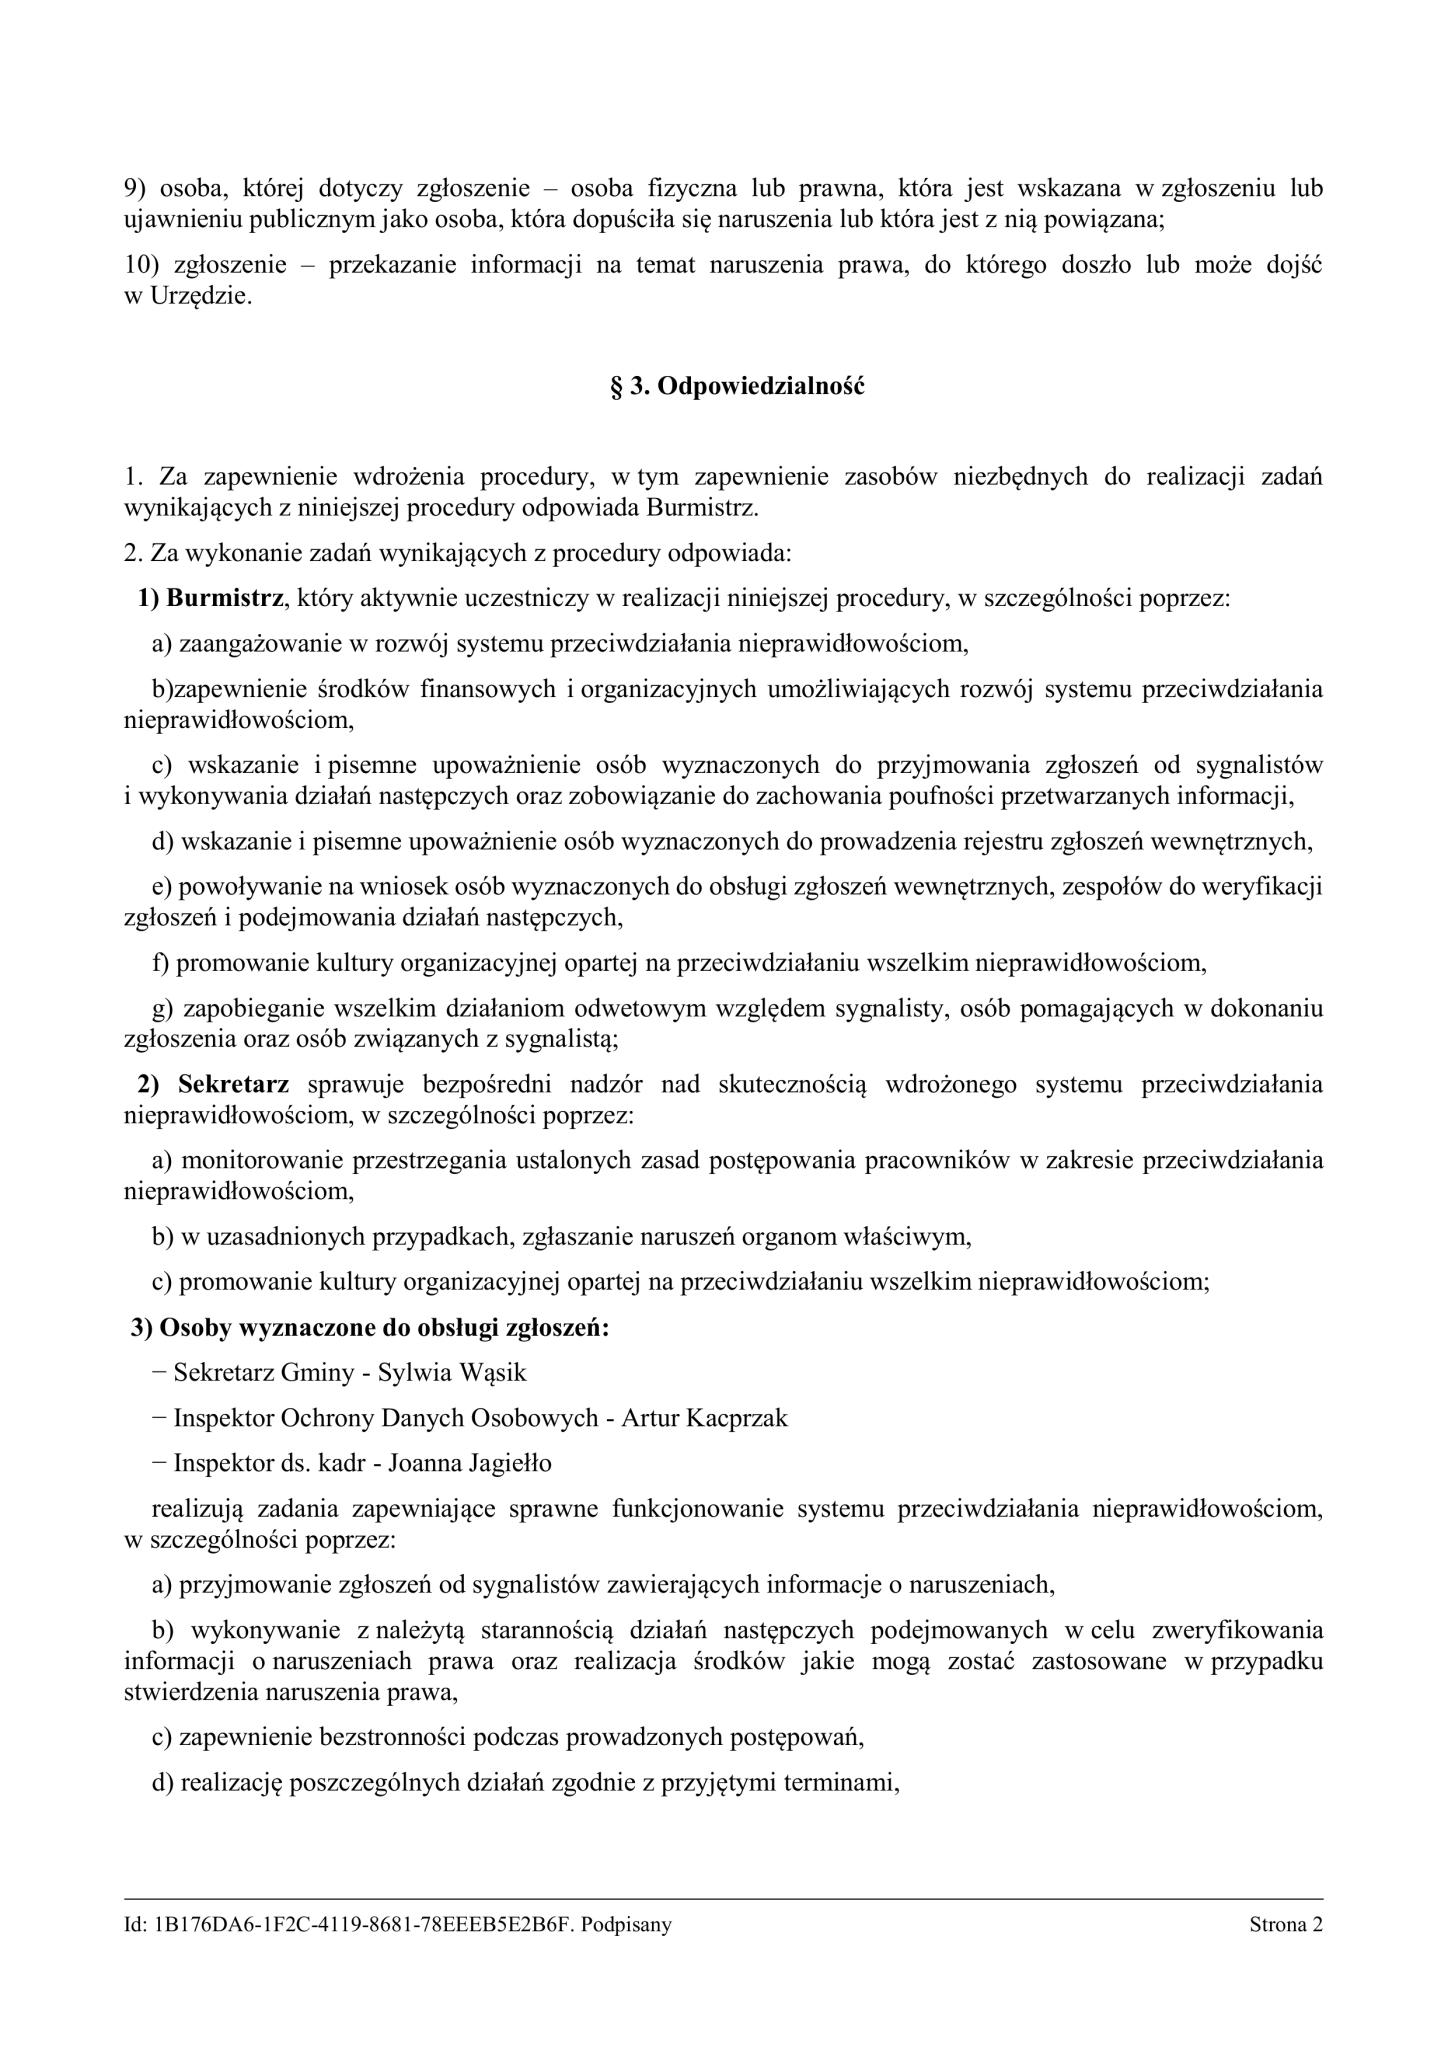 9) osoba, której dotyczy zgłoszenie – osoba fizyczna lub prawna, która jest wskazana w zgłoszeniu lub
ujawnieniu publicznym jako osoba, która dopuściła się naruszenia lub która jest z nią powiązana;
10) zgłoszenie – przekazanie informacji na temat naruszenia prawa, do którego doszło lub może dojść
w Urzędzie.
§ 3. Odpowiedzialność
1. Za zapewnienie wdrożenia procedury, w tym zapewnienie zasobów niezbędnych do realizacji zadań
wynikających z niniejszej procedury odpowiada Burmistrz.
2. Za wykonanie zadań wynikających z procedury odpowiada:
1) Burmistrz, który aktywnie uczestniczy w realizacji niniejszej procedury, w szczególności poprzez:
a) zaangażowanie w rozwój systemu przeciwdziałania nieprawidłowościom,
b)zapewnienie środków finansowych i organizacyjnych umożliwiających rozwój systemu przeciwdziałania
nieprawidłowościom,
c) wskazanie i pisemne upoważnienie osób wyznaczonych do przyjmowania zgłoszeń od sygnalistów
i wykonywania działań następczych oraz zobowiązanie do zachowania poufności przetwarzanych informacji,
d) wskazanie i pisemne upoważnienie osób wyznaczonych do prowadzenia rejestru zgłoszeń wewnętrznych,
e) powoływanie na wniosek osób wyznaczonych do obsługi zgłoszeń wewnętrznych, zespołów do weryfikacji
zgłoszeń i podejmowania działań następczych,
f) promowanie kultury organizacyjnej opartej na przeciwdziałaniu wszelkim nieprawidłowościom,
g) zapobieganie wszelkim działaniom odwetowym względem sygnalisty, osób pomagających w dokonaniu
zgłoszenia oraz osób związanych z sygnalistą;
2) Sekretarz sprawuje bezpośredni nadzór nad skutecznością wdrożonego systemu przeciwdziałania
nieprawidłowościom, w szczególności poprzez:
a) monitorowanie przestrzegania ustalonych zasad postępowania pracowników w zakresie przeciwdziałania
nieprawidłowościom,
b) w uzasadnionych przypadkach, zgłaszanie naruszeń organom właściwym,
c) promowanie kultury organizacyjnej opartej na przeciwdziałaniu wszelkim nieprawidłowościom;
3) Osoby wyznaczone do obsługi zgłoszeń:
− Sekretarz Gminy - Sylwia Wąsik
− Inspektor Ochrony Danych Osobowych - Artur Kacprzak
− Inspektor ds. kadr - Joanna Jagiełło
realizują zadania zapewniające sprawne funkcjonowanie systemu przeciwdziałania nieprawidłowościom,
w szczególności poprzez:
a) przyjmowanie zgłoszeń od sygnalistów zawierających informacje o naruszeniach,
b) wykonywanie z należytą starannością działań następczych podejmowanych w celu zweryfikowania
informacji o naruszeniach prawa oraz realizacja środków jakie mogą zostać zastosowane w przypadku
stwierdzenia naruszenia prawa,
c) zapewnienie bezstronności podczas prowadzonych postępowań,
d) realizację poszczególnych działań zgodnie z przyjętymi terminami,
Id: 1B176DA6-1F2C-4119-8681-78EEEB5E2B6F. Podpisany Strona 2